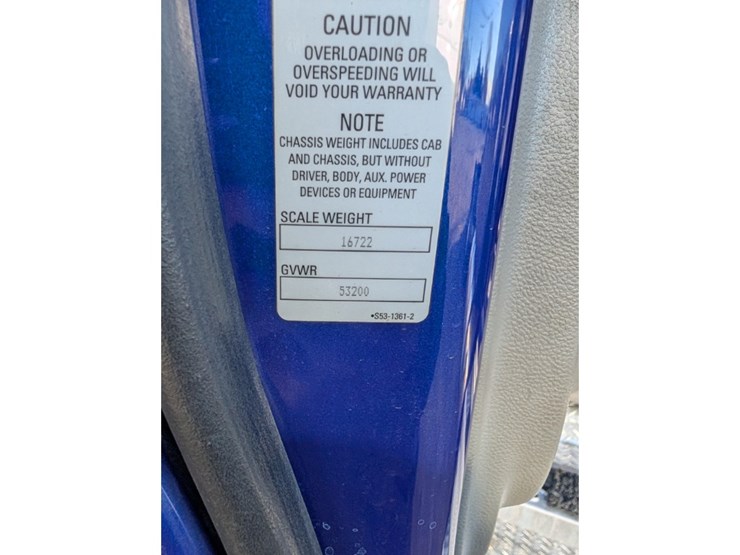 CAUTION
OVERLOADING OR
OVERSPEEDING WILL
VOID YOUR WARRANTY
NOTE
CHASSIS WEIGHT INCLUDES CAB
AND CHASSIS, BUT WITHOUT
DRIVER, BODY, AUX. POWER
DEVICES OR EQUIPMENT
SCALE WEIGHT
16722
GVWR
53200
•S53-1361-2